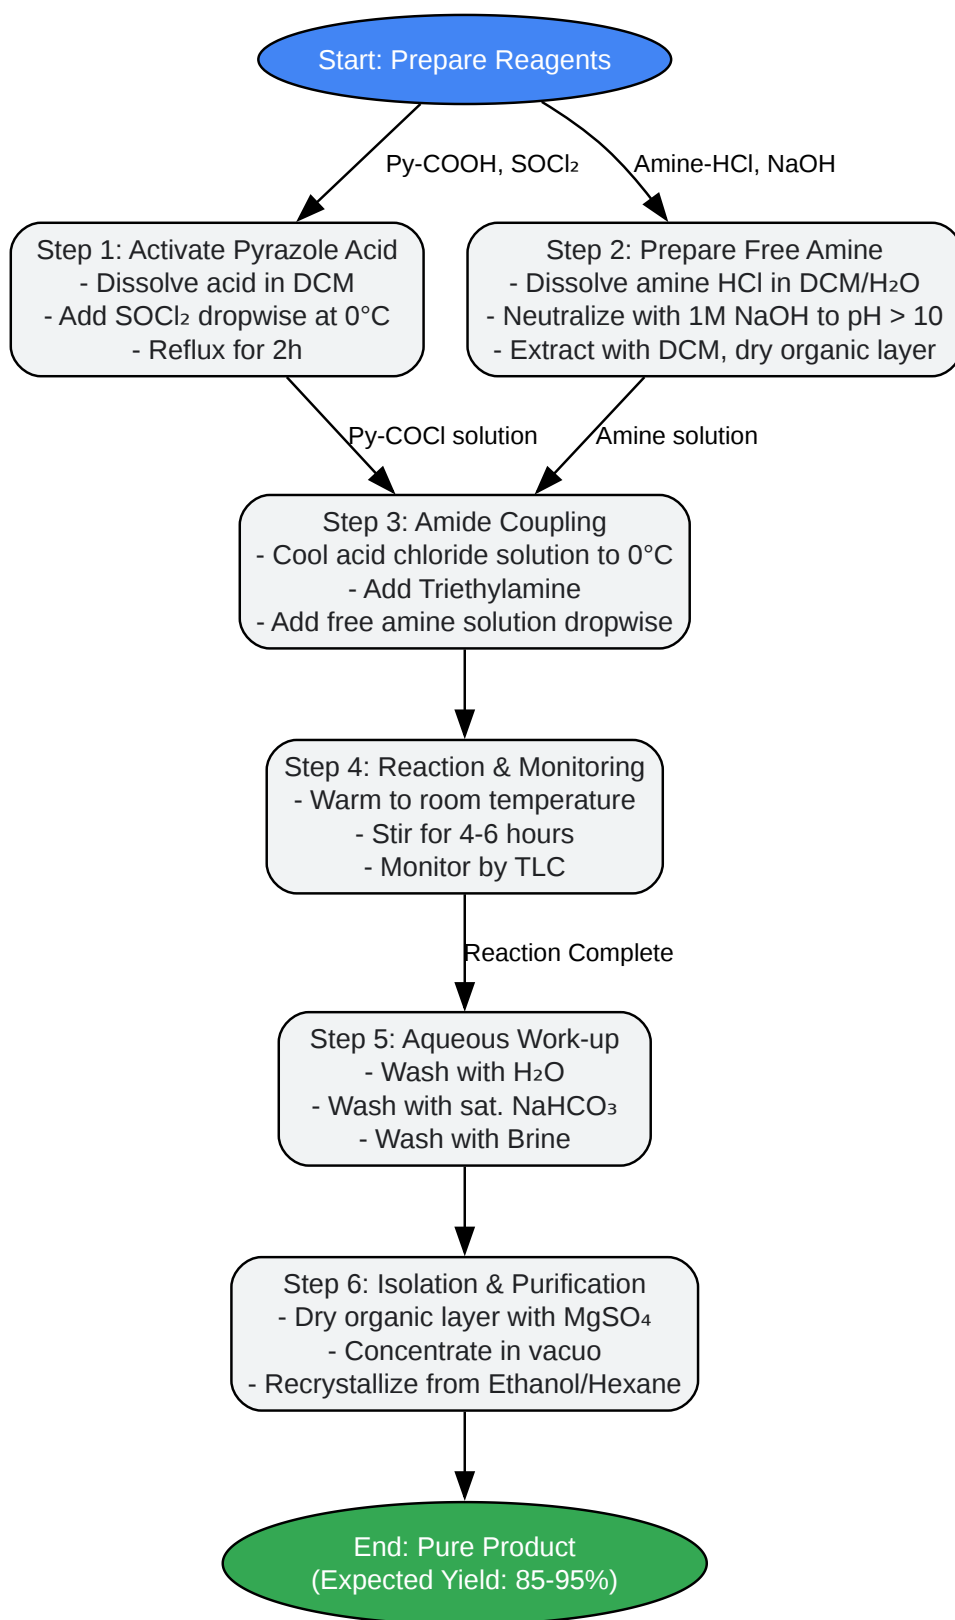 Start: Prepare Reagents
Py-COOH, SOCl₂
Amine-HCl, NaOH
Step 1: Activate Pyrazole Acid
- Dissolve acid in DCM
- Add SOCl₂ dropwise at 0°C
- Reflux for 2h
Step 2: Prepare Free Amine
- Dissolve amine HCl in DCM/H₂O
- Neutralize with 1M NaOH to pH > 10
- Extract with DCM, dry organic layer
Py-COCl solution
Amine solution
Step 3: Amide Coupling
- Cool acid chloride solution to 0°C
- Add Triethylamine
- Add free amine solution dropwise
Step 4: Reaction & Monitoring
- Warm to room temperature
- Stir for 4-6 hours
- Monitor by TLC
Reaction Complete
Step 5: Aqueous Work-up
- Wash with H₂O
- Wash with sat. NaHCO₃
- Wash with Brine
Step 6: Isolation & Purification
- Dry organic layer with MgSO₄
- Concentrate in vacuo
- Recrystallize from Ethanol/Hexane
End: Pure Product
(Expected Yield: 85-95%)